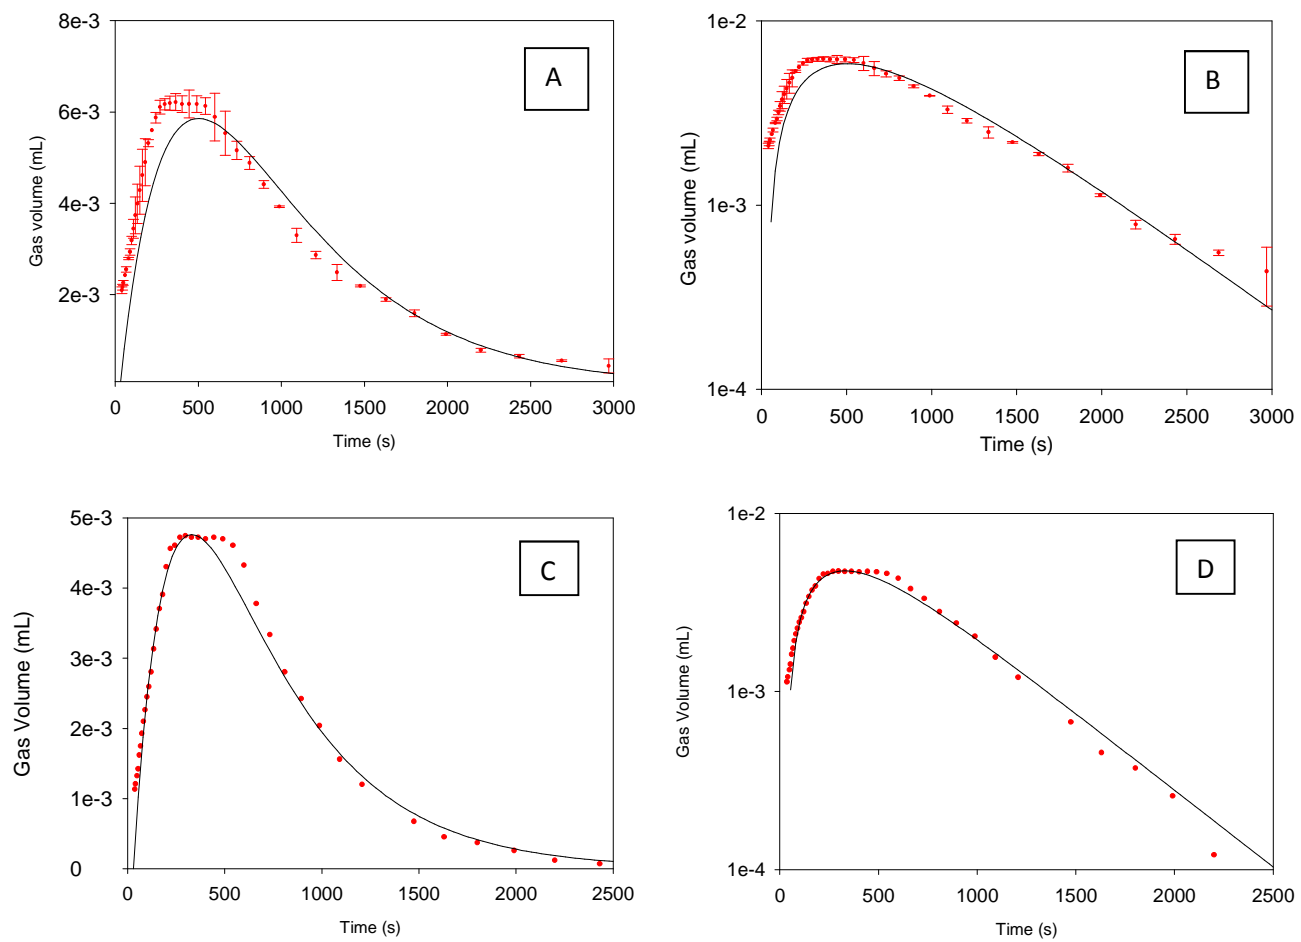 8e-3
6e-3
4e-3
2e-3
Gas volume (mL)
A
0 500 1000 1500 2000 2500 3000
Time (s)
1e-2
1e-3
1e-4
Gas volume (mL)
B
0 500 1000 1500 2000 2500 3000
Time (s)
5e-3
4e-3
3e-3
2e-3
1e-3
0
Gas Volume (mL)
C
0 500 1000 1500 2000 2500
Time (s)
1e-2
1e-3
1e-4
Gas Volume (mL)
D
0 500 1000 1500 2000 2500
Time (s)